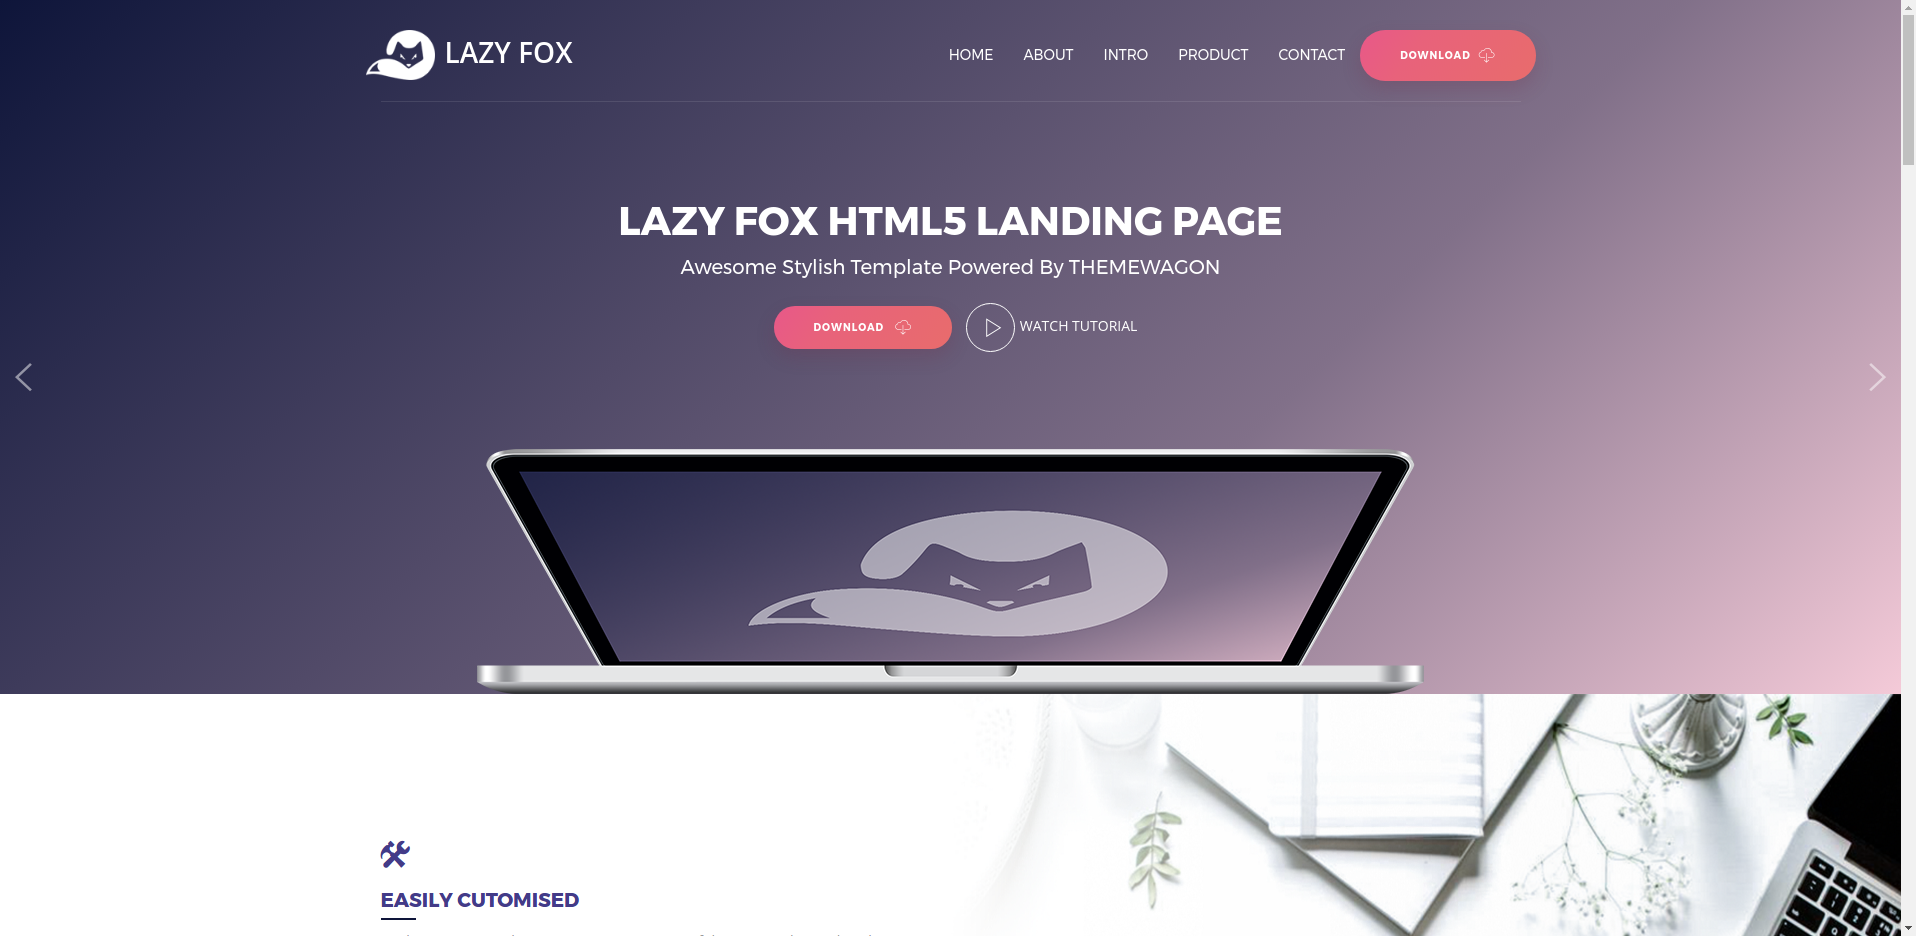 LAZY FOX
HOME ABOUT INTRO PRODUCT CONTACT DOWNLOAD
LAZY FOX HTML5 LANDING PAGE
Awesome Stylish Template Powered By THEMEWAGON
DOWNLOAD WATCH TUTORIAL
EASILY CUTOMISED